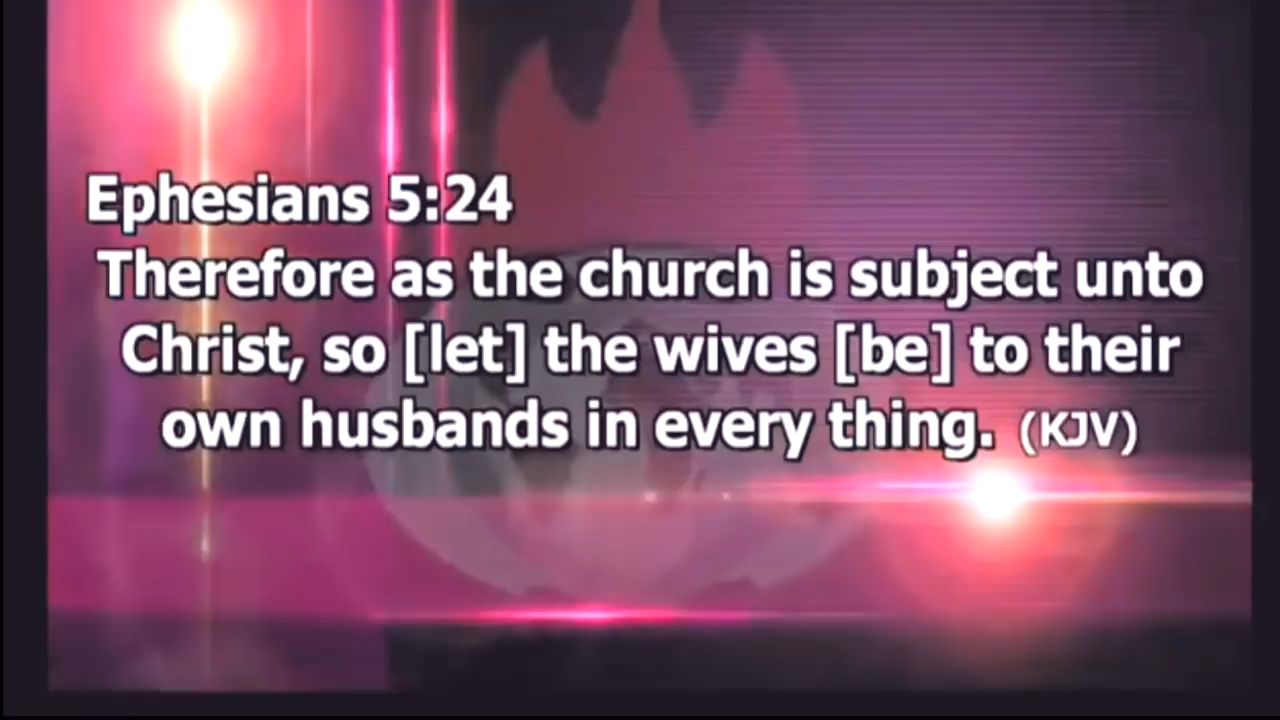 Ephesians 5:24
Therefore as the church is subject unto
Christ, so [let] the wives [be] to their
own husbands in every thing. (KJV)